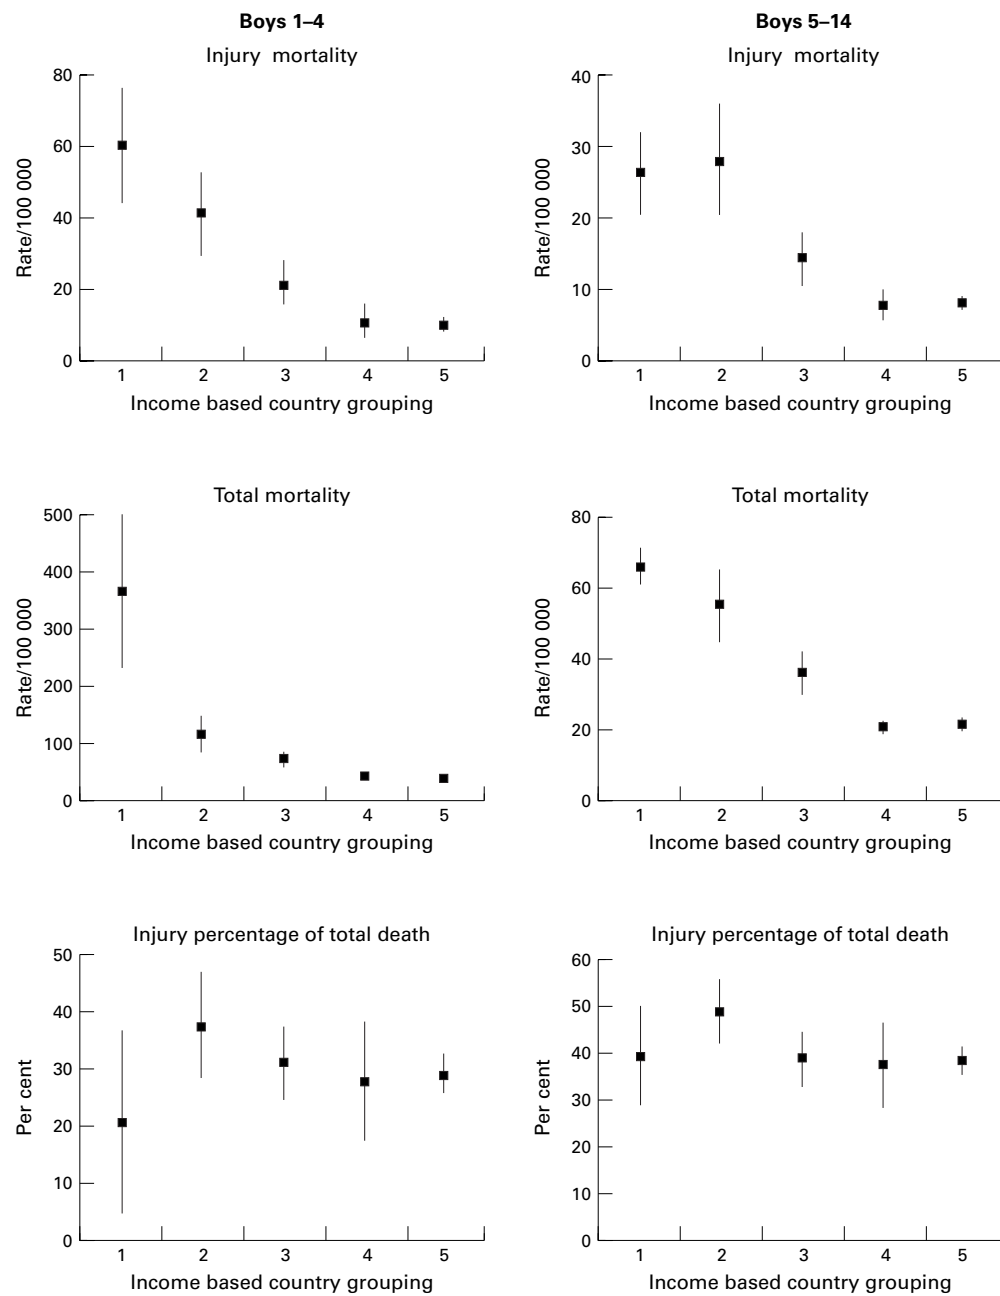 Boys 1–4
Injury mortality
80
60
40
20
0
Rate/100 000
1 2 3 4 5
Income based country grouping
Boys 5–14
Injury mortality
40
30
20
10
0
Rate/100 000
1 2 3 4 5
Income based country grouping
Total mortality
500
400
300
200
100
0
Rate/100 000
1 2 3 4 5
Income based country grouping
Total mortality
80
60
40
20
0
Rate/100 000
1 2 3 4 5
Income based country grouping
Injury percentage of total death
50
40
30
20
10
0
Per cent
1 2 3 4 5
Income based country grouping
Injury percentage of total death
60
50
40
30
20
10
0
Per cent
1 2 3 4 5
Income based country grouping